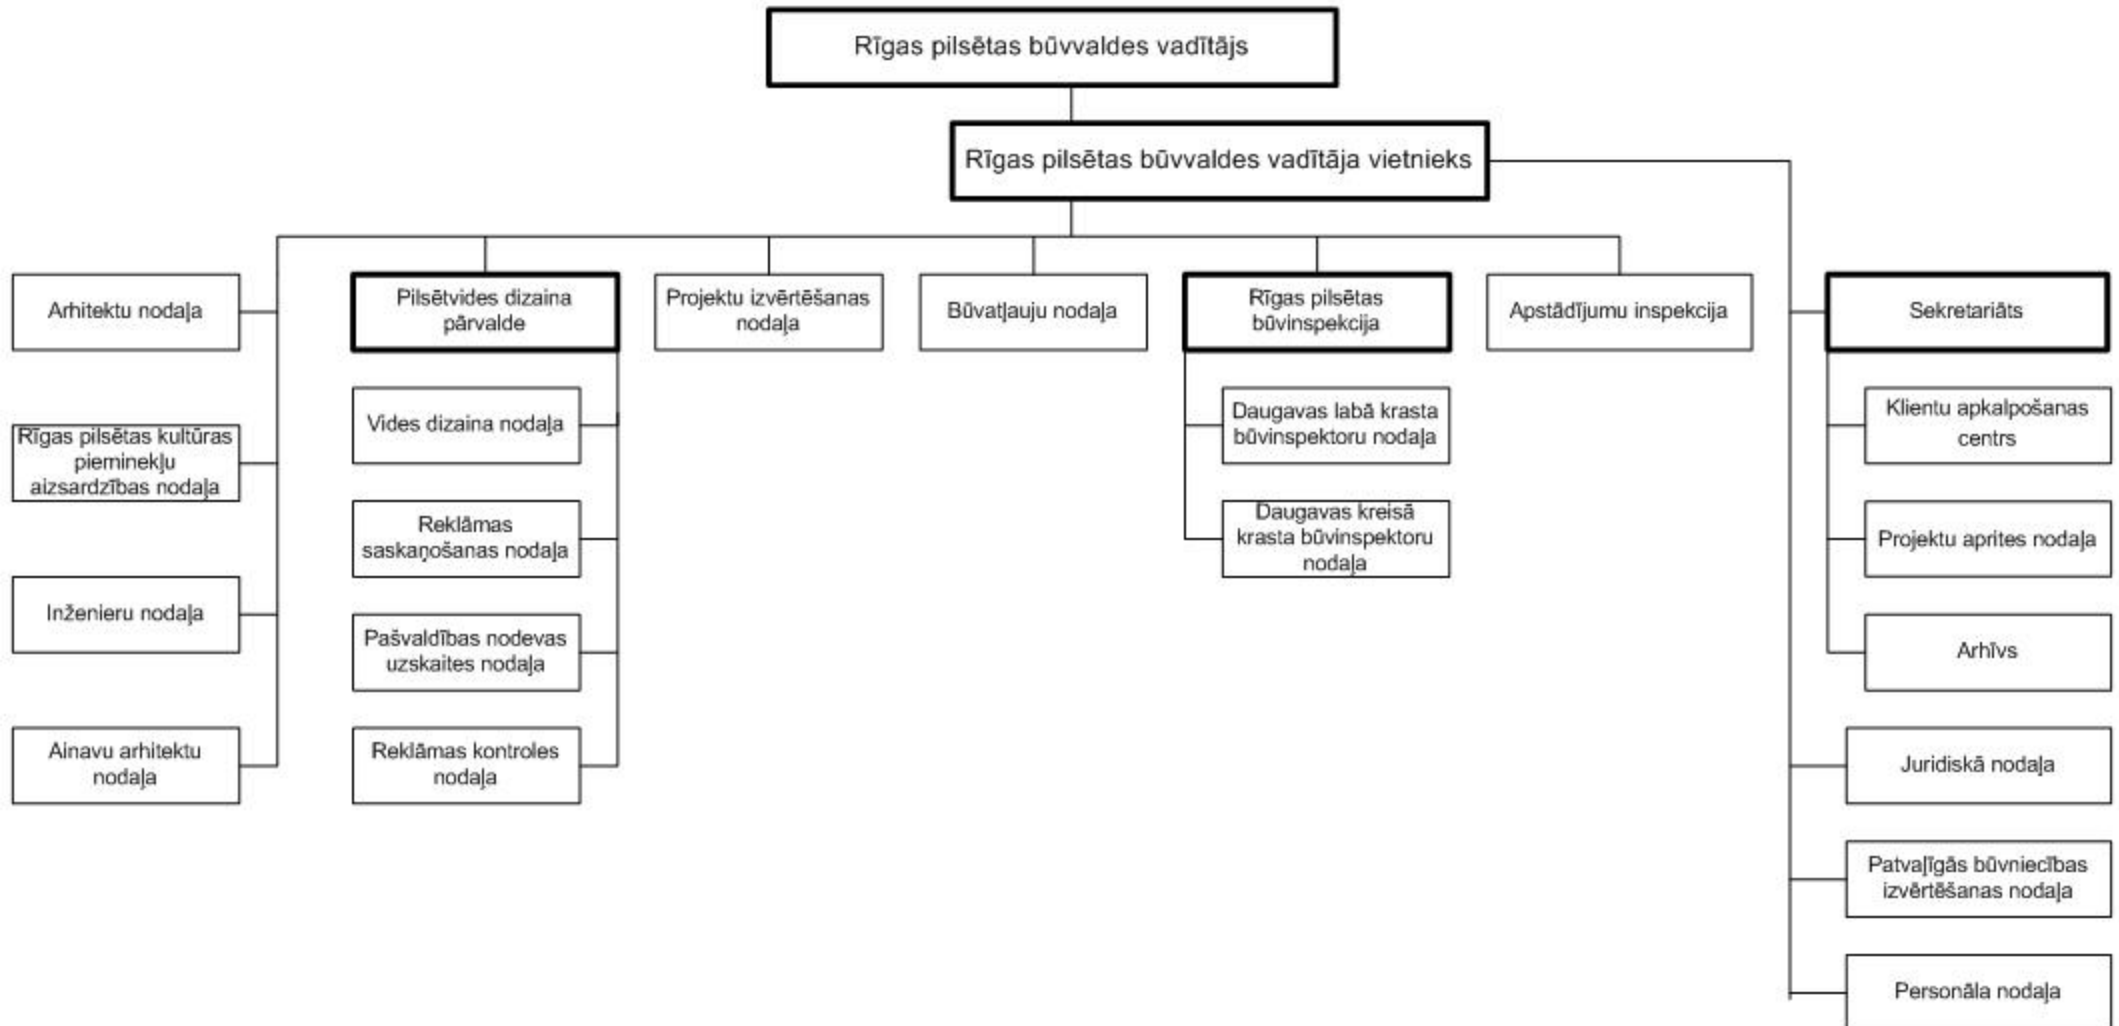 Rīgas pilsētas būvvaldes vadītājs
Rīgas pilsētas būvvaldes vadītāja vietnieks
Arhitektu nodaļa
Rīgas pilsētas kultūras
pieminekļu
aizsardzības nodaļa
Inženieru nodaļa
Ainavu arhitektu
nodaļa
Pilsētvides dizaina
pārvalde
Vides dizaina nodaļa
Reklāmas
saskaņošanas nodaļa
Pašvaldības nodevas
uzskaites nodaļa
Reklāmas kontroles
nodaļa
Projektu izvērtēšanas
nodaļa
Būvatļauju nodaļa
Rīgas pilsētas
būvinspekcija
Daugavas labā krasta
būvinspektoru nodaļa
Daugavas kreisā
krasta būvinspektoru
nodaļa
Apstādījumu inspekcija
Sekretariāts
Klientu apkalpošanas
centrs
Projektu aprites nodaļa
Arhīvs
Juridiskā nodaļa
Patvaļīgās būvniecības
izvērtēšanas nodaļa
Personāla nodaļa